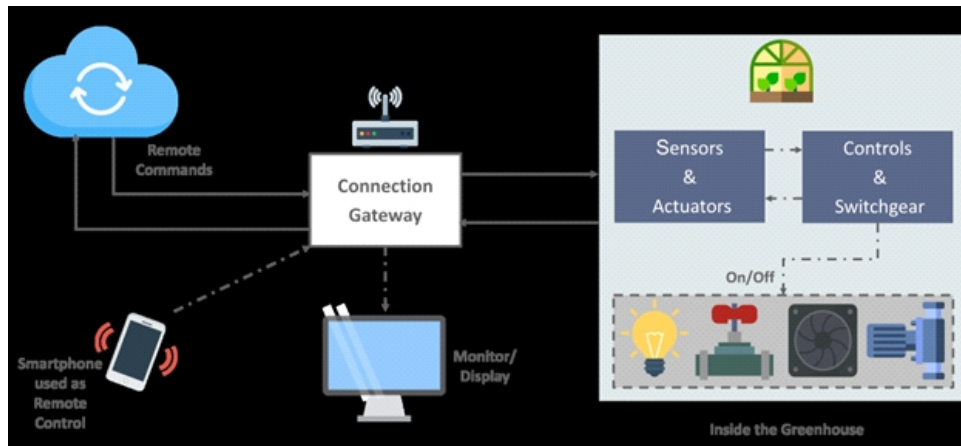 Remote
Commands
Connection
Gateway
Sensors
&
Actuators
Controls
&
Switchgear
On/Off
Smartphone
used as
Remote
Control
Monitor/
Display
Inside the Greenhouse